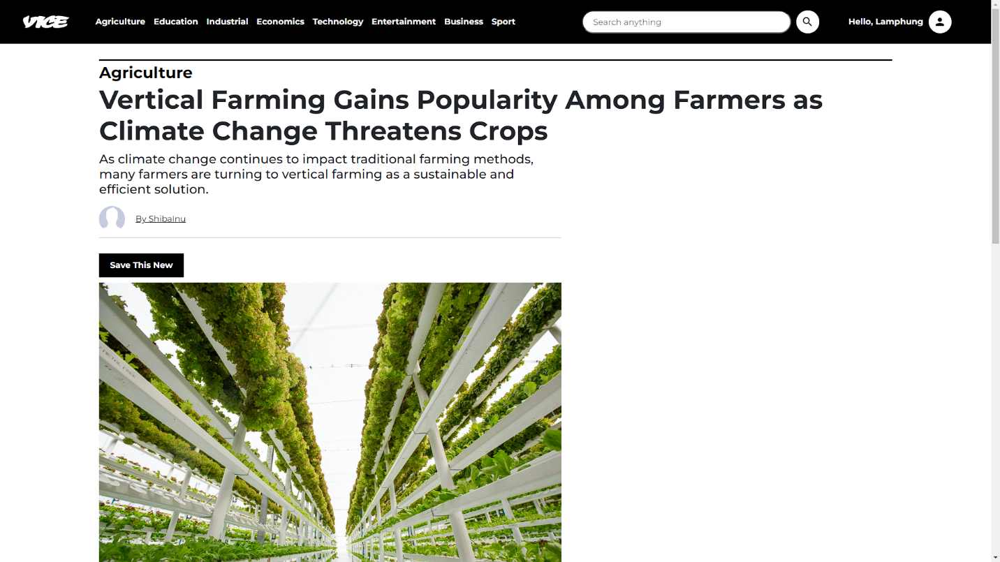 VICE Agriculture Education Industrial Economics Technology Entertainment Business Sport Search anything Hello, Lamphung
Agriculture
Vertical Farming Gains Popularity Among Farmers as
Climate Change Threatens Crops
As climate change continues to impact traditional farming methods,
many farmers are turning to vertical farming as a sustainable and
efficient solution.
By ShibaInu
Save This New